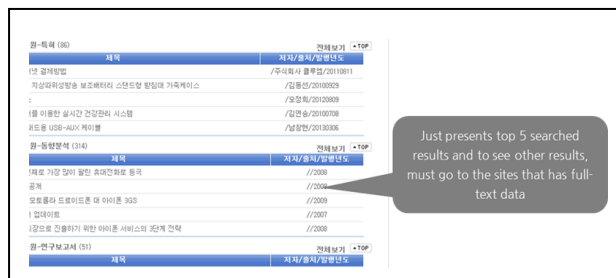 원-특허 (86) 전체보기 TOP
제목 저자/출처/발행년도
넷 결제방법 /주식회사 클루캡/20110811
지상파위성방송 보조배터리 스탠드형 받침대 가죽케이스 /김동선/20100929
/오정희/20120809
를 이용한 실시간 건강관리 시스템 /김연승/20100708
드용 USB-AUX 케이블 /남창현/20130306
원-동향분석 (314) 전체보기 TOP
제목 저자/출처/발행년도
째로 가장 많이 팔린 휴대전화로 등극 //2008
공처 //2008
모토롤라 드로이드폰 대 아이폰 3GS //2009
업데이트 //2007
장으로 진출하기 위한 아이폰 서비스의 3단계 전략 //2008
원-연구보고서 (51) 전체보기 TOP
제목 저자/출처/발행년도
Just presents top 5 searched
results and to see other results,
must go to the sites that has full-
text data